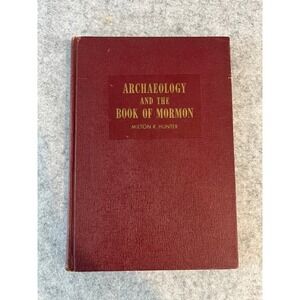 ARCHAEOLOGY
AND THE
BOOK OF MORMON
MILTON R. HUNTER